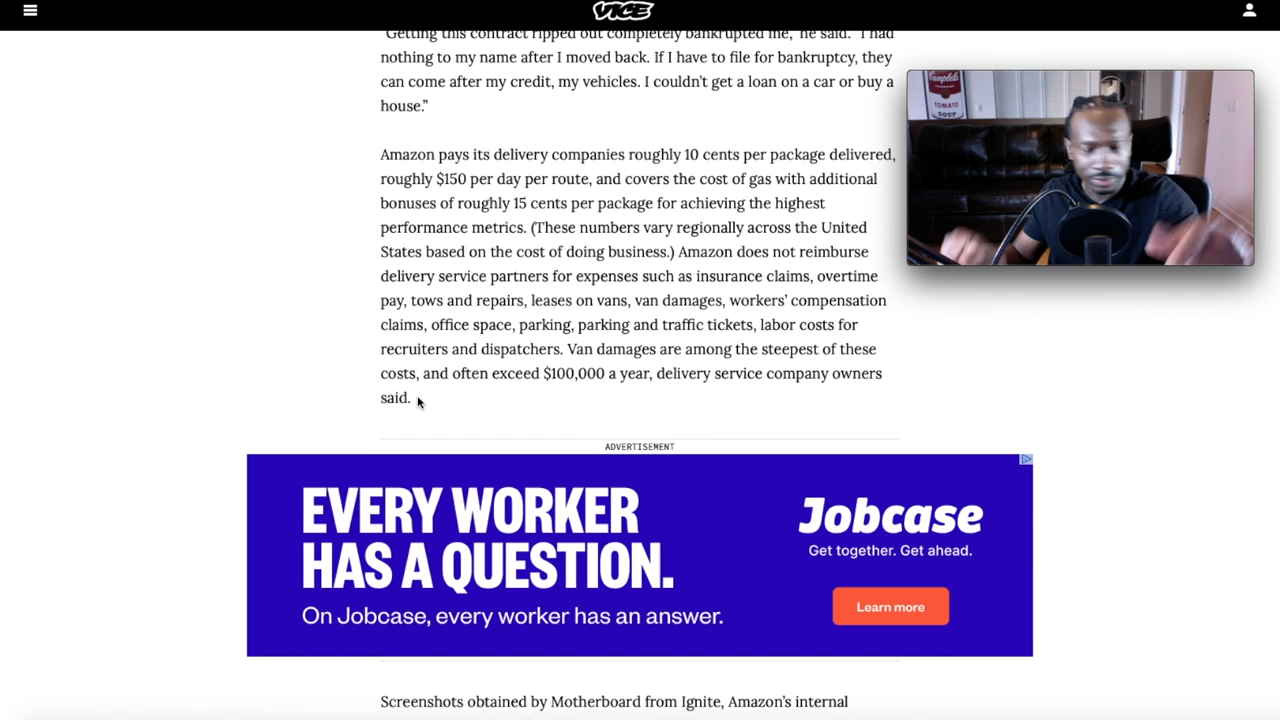 VICE
"Getting this contract ripped out completely bankrupted me," he said. "I had
nothing to my name after I moved back. If I have to file for bankruptcy, they
can come after my credit, my vehicles. I couldn't get a loan on a car or buy a
house."
Amazon pays its delivery companies roughly 10 cents per package delivered,
roughly $150 per day per route, and covers the cost of gas with additional
bonuses of roughly 15 cents per package for achieving the highest
performance metrics. (These numbers vary regionally across the United
States based on the cost of doing business.) Amazon does not reimburse
delivery service partners for expenses such as insurance claims, overtime
pay, tows and repairs, leases on vans, van damages, workers' compensation
claims, office space, parking, parking and traffic tickets, labor costs for
recruiters and dispatchers. Van damages are among the steepest of these
costs, and often exceed $100,000 a year, delivery service company owners
said.
Campbell's
TOMATO
SOUP
ADVERTISEMENT
EVERY WORKER
HAS A QUESTION.
On Jobcase, every worker has an answer.
Jobcase
Get together. Get ahead.
Learn more
Screenshots obtained by Motherboard from Ignite, Amazon's internal